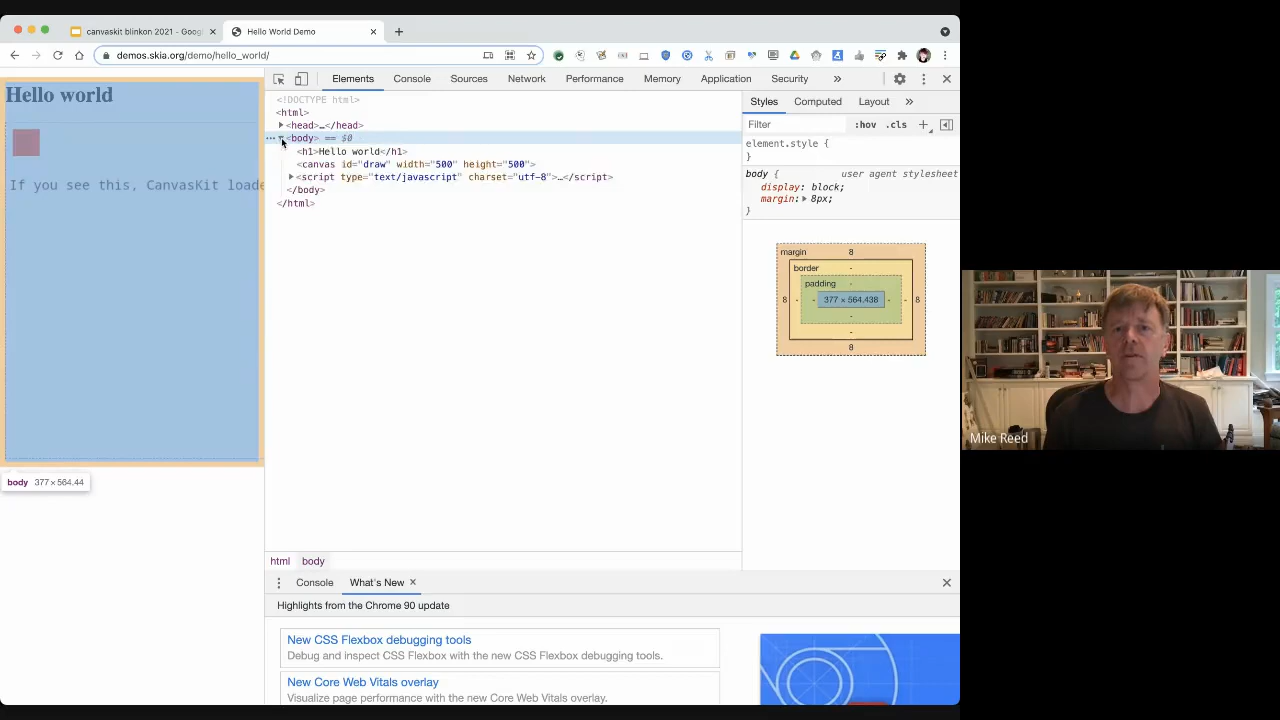 canvaskit blinkon 2021 - Goog
Hello World Demo
demos.skia.org/demo/hello_world/
Hello world
If you see this, CanvasKit loade
body 377 × 564.44
Elements Console Sources Network Performance Memory Application Security »
<!DOCTYPE html>
<html>
<head>…</head>
<body> == $0
<h1>Hello world</h1>
<canvas id="draw" width="500" height="500">
<script type="text/javascript" charset="utf-8">…</script>
</body>
</html>
html body
Styles Computed Layout »
Filter :hov .cls +
element.style {
}
body { user agent stylesheet
display: block;
margin: 8px;
}
margin 8
border -
padding -
8 - - 377 × 564.438 - - 8
-
-
8
Console What's New ×
Highlights from the Chrome 90 update
New CSS Flexbox debugging tools
Debug and inspect CSS Flexbox with the new CSS Flexbox debugging tools.
New Core Web Vitals overlay
Visualize page performance with the new Core Web Vitals overlay.
Mike Reed